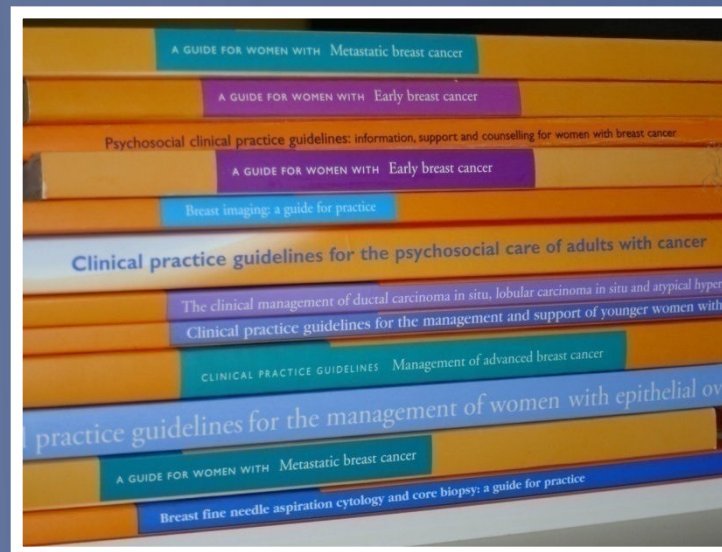 A GUIDE FOR WOMEN WITH Metastatic breast cancer
A GUIDE FOR WOMEN WITH Early breast cancer
Psychosocial clinical practice guidelines: information, support and counselling for women with breast cancer
A GUIDE FOR WOMEN WITH Early breast cancer
Breast imaging: a guide for practice
Clinical practice guidelines for the psychosocial care of adults with cancer
The clinical management of ductal carcinoma in situ, lobular carcinoma in situ and atypical hyper
Clinical practice guidelines for the management and support of younger women with
CLINICAL PRACTICE GUIDELINES Management of advanced breast cancer
practice guidelines for the management of women with epithelial ov
A GUIDE FOR WOMEN WITH Metastatic breast cancer
Breast fine needle aspiration cytology and core biopsy: a guide for practice